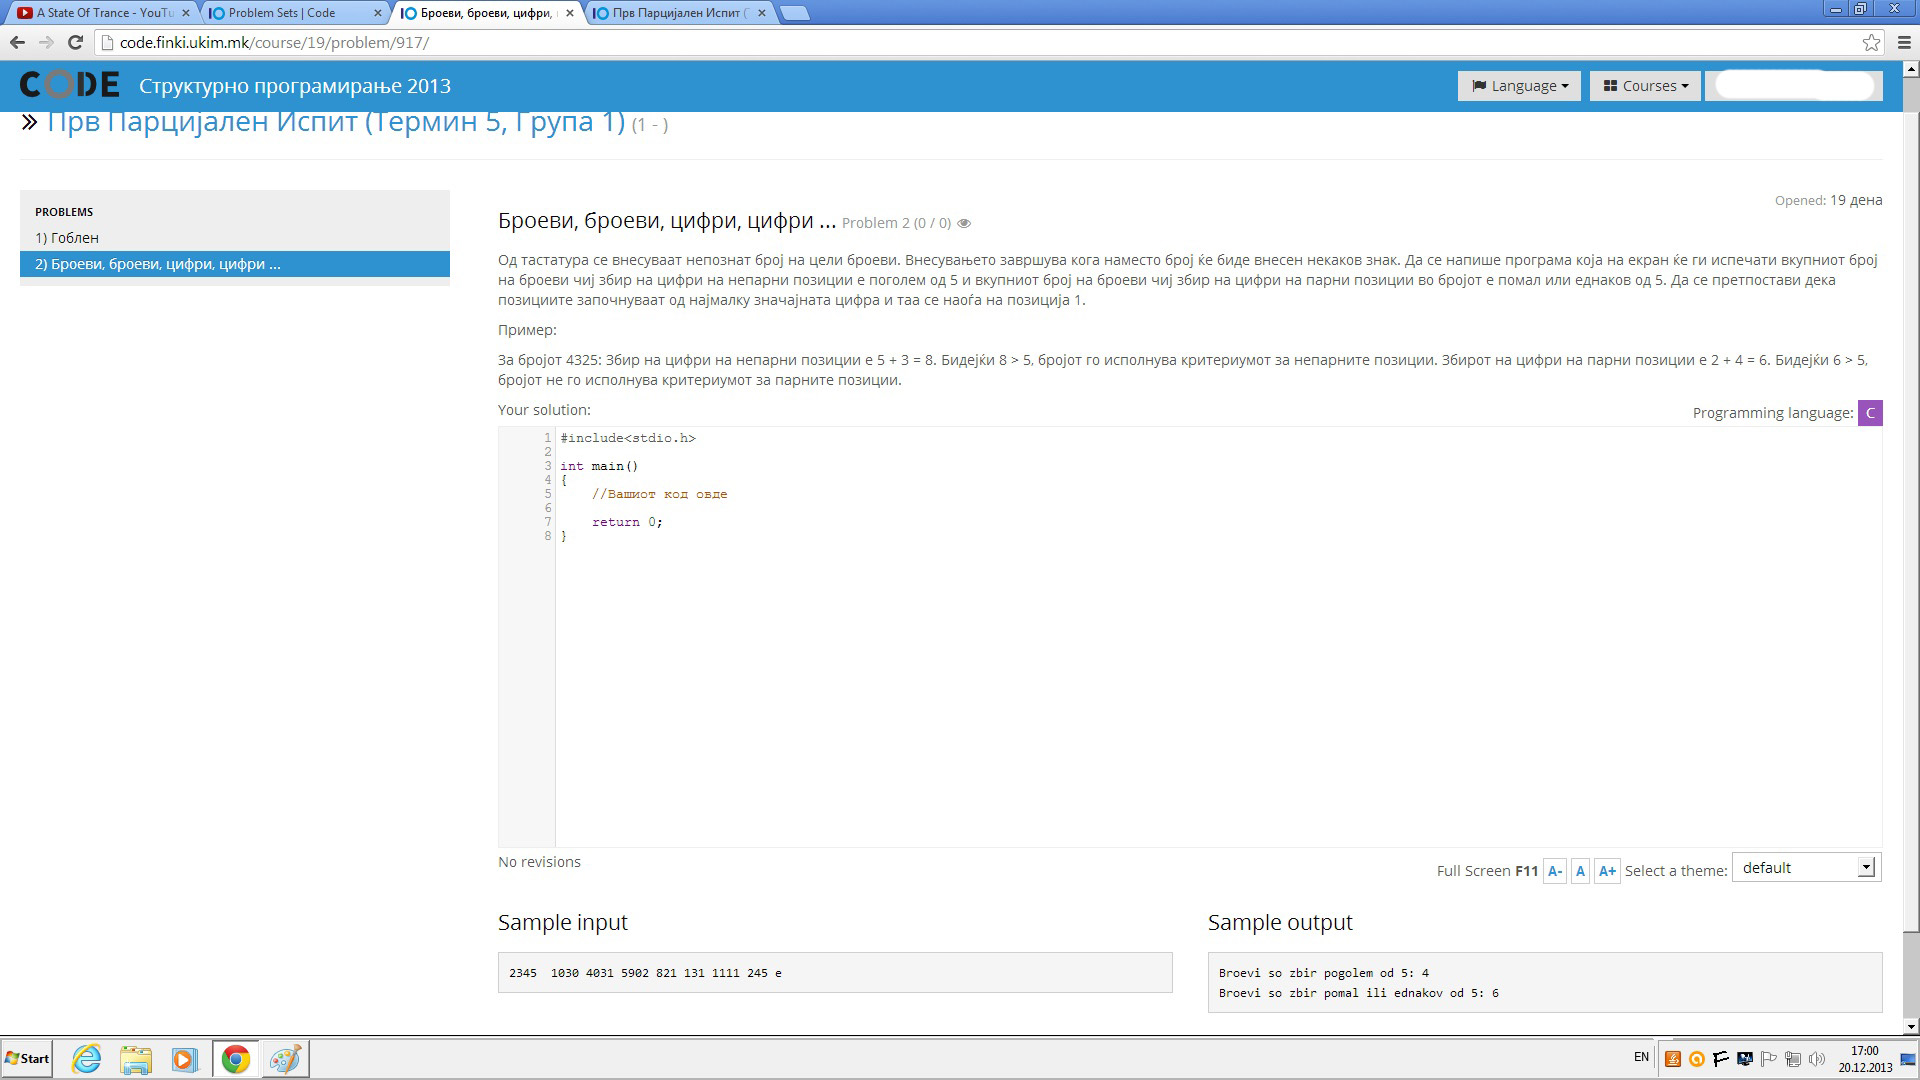 A State Of Trance - YouTu
Problem Sets | Code
Броеви, броеви, цифри,
Прв Парцијален Испит (
code.finki.ukim.mk/course/19/problem/917/
CODE Структурно програмирање 2013
Language
Courses
Прв Парцијален Испит (Термин 5, Група 1) (1 - )
PROBLEMS
1) Гоблен
2) Броеви, броеви, цифри, цифри ...
Opened: 19 дена
Броеви, броеви, цифри, цифри ... Problem 2 (0 / 0)
Од тастатура се внесуваат непознат број на цели броеви. Внесувањето завршува кога наместо број ќе биде внесен некаков знак. Да се напише програма која на екран ќе ги испечати вкупниот број
на броеви чиј збир на цифри на непарни позиции е поголем од 5 и вкупниот број на броеви чиј збир на цифри на парни позиции во бројот е помал или еднаков од 5. Да се претпостави дека
позициите започнуваат од најмалку значајната цифра и таа се наоѓа на позиција 1.
Пример:
За бројот 4325: Збир на цифри на непарни позиции е 5 + 3 = 8. Бидејќи 8 > 5, бројот го исполнува критериумот за непарните позиции. Збирот на цифри на парни позиции е 2 + 4 = 6. Бидејќи 6 > 5,
бројот не го исполнува критериумот за парните позиции.
Your solution:
Programming language: C
1 #include<stdio.h>
2
3 int main()
4 {
5 //Вашиот код овде
6
7 return 0;
8 }
No revisions
Full Screen F11 A- A A+ Select a theme: default
Sample input
2345  1030 4031 5902 821 131 1111 245 e
Sample output
Broevi so zbir pogolem od 5: 4
Broevi so zbir pomal ili ednakov od 5: 6
Start
EN
17:00
20.12.2013